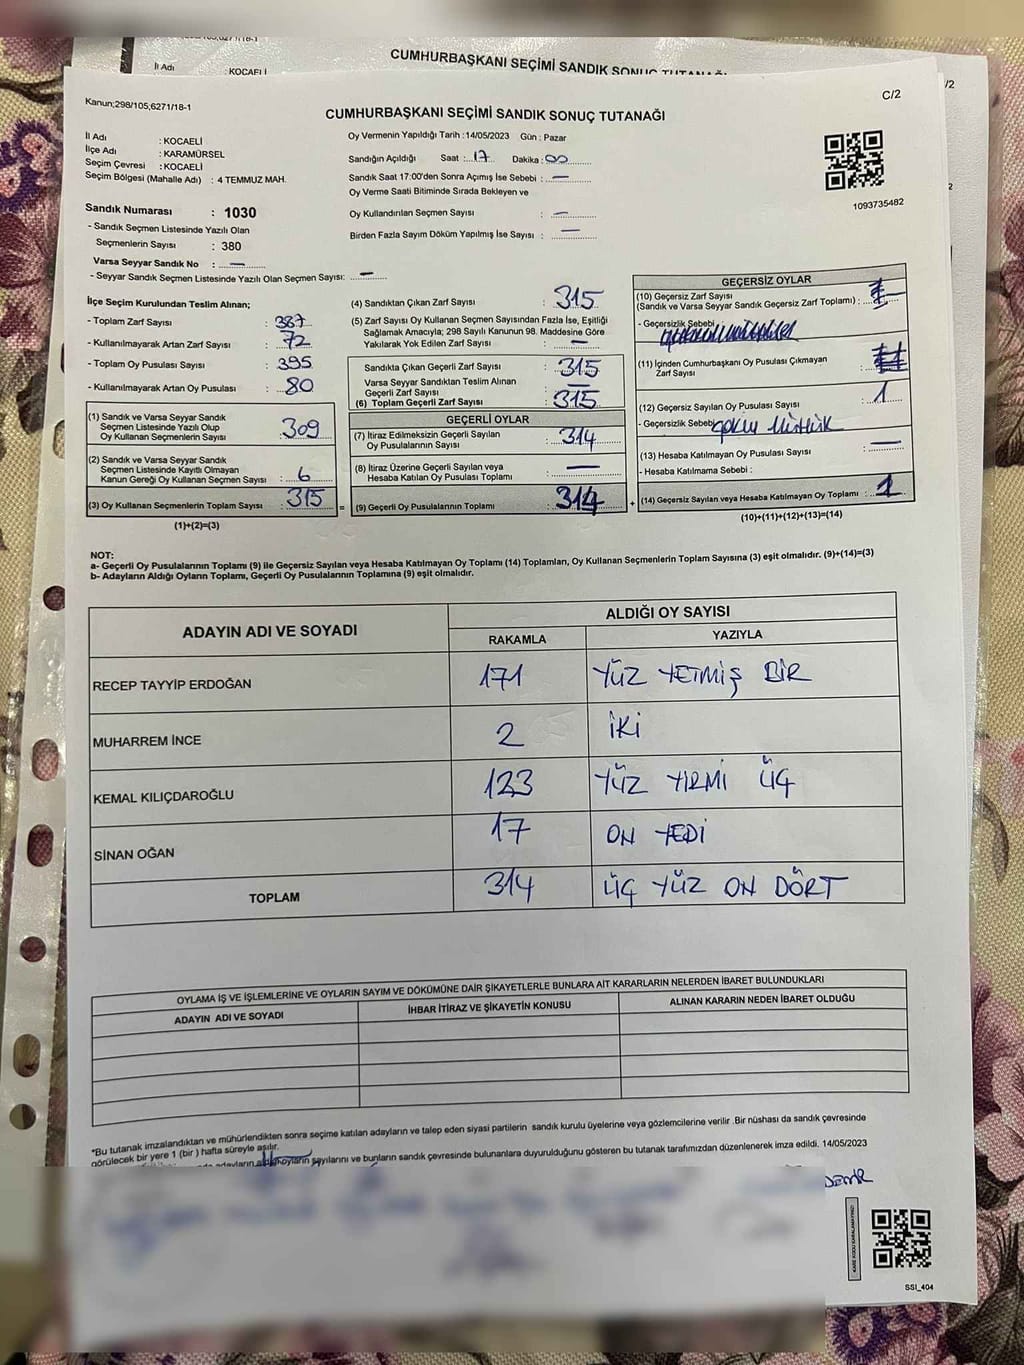 CUMHURBAŞKANI SEÇİMİ SANDIK SONUÇ TUTANAĞI
İl Adı : KOCAELİ
/2
Kanun;298/105,6271/18-1
C/2
CUMHURBAŞKANI SEÇİMİ SANDIK SONUÇ TUTANAĞI
İl Adı : KOCAELİ
İlçe Adı : KARAMÜRSEL
Seçim Çevresi : KOCAELİ
Seçim Bölgesi (Mahalle Adı) : 4 TEMMUZ MAH.
Oy Vermenin Yapıldığı Tarih :14/05/2023 Gün : Pazar
Sandığın Açıldığı Saat :17 Dakika :00
Sandık Saat 17:00'den Sonra Açımış İse Sebebi : —
Oy Verme Saati Bitiminde Sırada Bekleyen ve
Oy Kullandırılan Seçmen Sayısı : —
Birden Fazla Sayım Döküm Yapılmış İse Sayısı : —
1093735482
Sandık Numarası : 1030
- Sandık Seçmen Listesinde Yazılı Olan
Seçmenlerin Sayısı : 380
Varsa Seyyar Sandık No : —
- Seyyar Sandık Seçmen Listesinde Yazılı Olan Seçmen Sayısı: —
İlçe Seçim Kurulundan Teslim Alınan;
- Toplam Zarf Sayısı : 387
- Kullanılmayarak Artan Zarf Sayısı : 72
- Toplam Oy Pusulası Sayısı : 395
- Kullanılmayarak Artan Oy Pusulası : 80
(1) Sandık ve Varsa Seyyar Sandık
Seçmen Listesinde Yazılı Olup
Oy Kullanan Seçmenlerin Sayısı : 309
(2) Sandık ve Varsa Seyyar Sandık
Seçmen Listesinde Kayıtlı Olmayan
Kanun Gereği Oy Kullanan Seçmen Sayısı : 6
(3) Oy Kullanan Seçmenlerin Toplam Sayısı : 315
(1)+(2)=(3)
(4) Sandıktan Çıkan Zarf Sayısı : 315
(5) Zarf Sayısı Oy Kullanan Seçmen Sayısından Fazla İse, Eşitliği
Sağlamak Amacıyla; 298 Sayılı Kanunun 98. Maddesine Göre
Yakılarak Yok Edilen Zarf Sayısı : —
Sandıkta Çıkan Geçerli Zarf Sayısı : 315
Varsa Seyyar Sandıktan Teslim Alınan
Geçerli Zarf Sayısı : —
(6) Toplam Geçerli Zarf Sayısı : 315
GEÇERLİ OYLAR
(7) İtiraz Edilmeksizin Geçerli Sayılan
Oy Pusulalarının Sayısı : 314
(8) İtiraz Üzerine Geçerli Sayılan veya
Hesaba Katılan Oy Pusulası Toplamı : —
= (9) Geçerli Oy Pusulalarının Toplamı : 314 +
GEÇERSİZ OYLAR
(10) Geçersiz Zarf Sayısı
(Sandık ve Varsa Seyyar Sandık Geçersiz Zarf Toplamı) :
- Geçersizlik Sebebi :
(11) İçinden Cumhurbaşkanı Oy Pusulası Çıkmayan
Zarf Sayısı
(12) Geçersiz Sayılan Oy Pusulası Sayısı : 1
- Geçersizlik Sebebi
(13) Hesaba Katılmayan Oy Pusulası Sayısı : —
- Hesaba Katılmama Sebebi :
(14) Geçersiz Sayılan veya Hesaba Katılmayan Oy Toplamı : 1
(10)+(11)+(12)+(13)=(14)
NOT:
a- Geçerli Oy Pusulalarının Toplamı (9) ile Geçersiz Sayılan veya Hesaba Katılmayan Oy Toplamı (14) Toplamları, Oy Kullanan Seçmenlerin Toplam Sayısına (3) eşit olmalıdır. (9)+(14)=(3)
b- Adayların Aldığı Oyların Toplamı, Geçerli Oy Pusulalarının Toplamına (9) eşit olmalıdır.
ADAYIN ADI VE SOYADI
ALDIĞI OY SAYISI
RAKAMLA YAZIYLA
RECEP TAYYİP ERDOĞAN 171 YÜZ YETMİŞ BİR
MUHARREM İNCE 2 İKİ
KEMAL KILIÇDAROĞLU 123 YÜZ YİRMİ ÜÇ
SİNAN OĞAN 17 ON YEDİ
TOPLAM 314 ÜÇ YÜZ ON DÖRT
OYLAMA İŞ VE İŞLEMLERİNE VE OYLARIN SAYIM VE DÖKÜMÜNE DAİR ŞİKAYETLERLE BUNLARA AİT KARARLARIN NELERDEN İBARET BULUNDUKLARI
ADAYIN ADI VE SOYADI İHBAR İTİRAZ VE ŞİKAYETİN KONUSU ALINAN KARARIN NEDEN İBARET OLDUĞU
*Bu tutanak imzalandıktan ve mühürlendikten sonra seçime katılan adayların ve talep eden siyasi partilerin sandık kurulu üyelerine veya gözlemcilerine verilir .Bir nüshası da sandık çevresinde
görülecek bir yere 1 (bir ) hafta süreyle asılır.
adayların oyların sayılarını ve bunların sandık çevresinde bulunanlara duyurulduğunu gösteren bu tutanak tarafımızdan düzenlenerek imza edildi. 14/05/2023
SSI_404